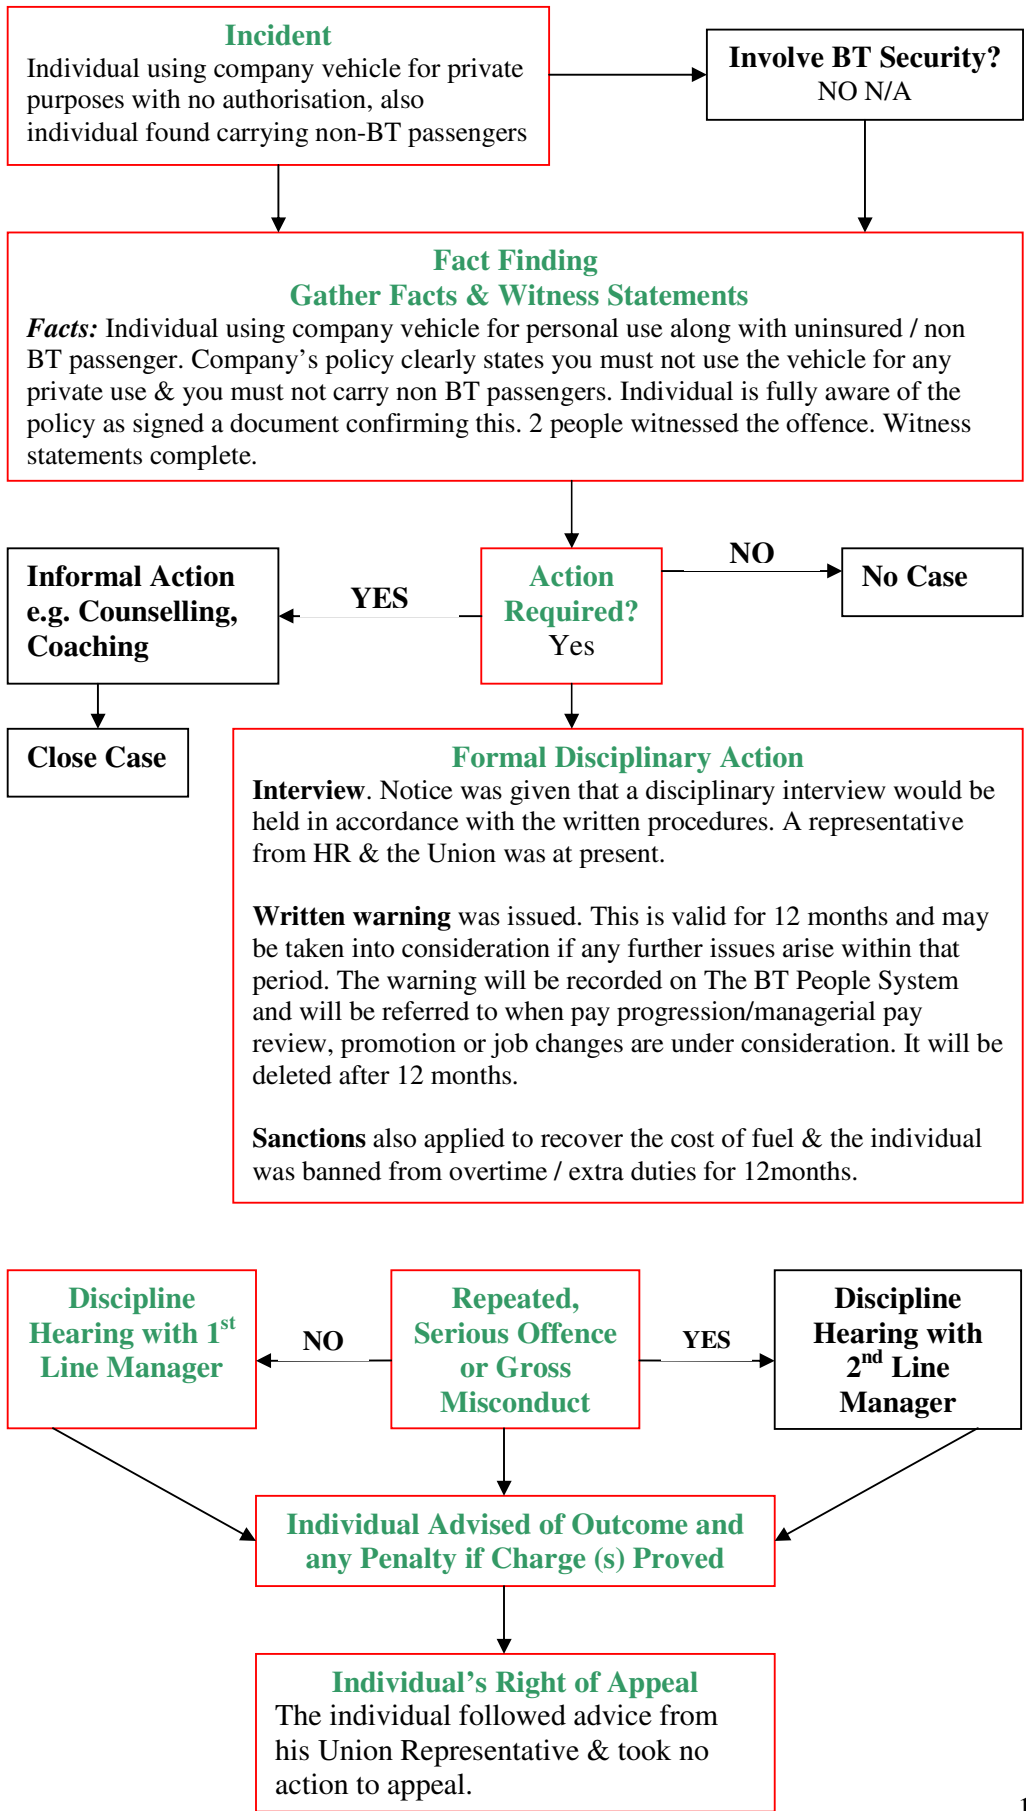 Incident
Individual using company vehicle for private
purposes with no authorisation, also
individual found carrying non-BT passengers
Involve BT Security?
NO N/A
Fact Finding
Gather Facts & Witness Statements
Facts: Individual using company vehicle for personal use along with uninsured / non
BT passenger. Company’s policy clearly states you must not use the vehicle for any
private use & you must not carry non BT passengers. Individual is fully aware of the
policy as signed a document confirming this. 2 people witnessed the offence. Witness
statements complete.
Informal Action
e.g. Counselling,
Coaching
YES
Action
Required?
Yes
NO
No Case
Close Case
Formal Disciplinary Action
Interview. Notice was given that a disciplinary interview would be
held in accordance with the written procedures. A representative
from HR & the Union was at present.
Written warning was issued. This is valid for 12 months and may
be taken into consideration if any further issues arise within that
period. The warning will be recorded on The BT People System
and will be referred to when pay progression/managerial pay
review, promotion or job changes are under consideration. It will be
deleted after 12 months.
Sanctions also applied to recover the cost of fuel & the individual
was banned from overtime / extra duties for 12months.
Discipline
Hearing with 1st
Line Manager
NO
Repeated,
Serious Offence
or Gross
Misconduct
YES
Discipline
Hearing with
2nd Line
Manager
Individual Advised of Outcome and
any Penalty if Charge (s) Proved
Individual’s Right of Appeal
The individual followed advice from
his Union Representative & took no
action to appeal.
1